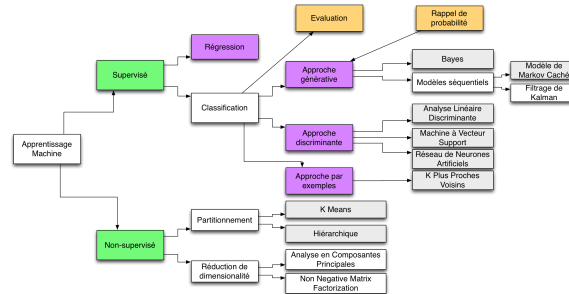 Evaluation
Rappel de
probabilité
Régression
Supervisé
Approche
générative
Bayes
Modèle de
Markov Caché
Modèles séquentiels
Filtrage de
Kalman
Classification
Analyse Linéaire
Discriminante
Approche
discriminante
Machine à Vecteur
Support
Apprentissage
Machine
Réseau de Neurones
Artificiels
Approche par
exemples
K Plus Proches
Voisins
K Means
Partitionnement
Hiérarchique
Non-supervisé
Analyse en Composantes
Principales
Réduction de
dimensionalité
Non Negative Matrix
Factorization